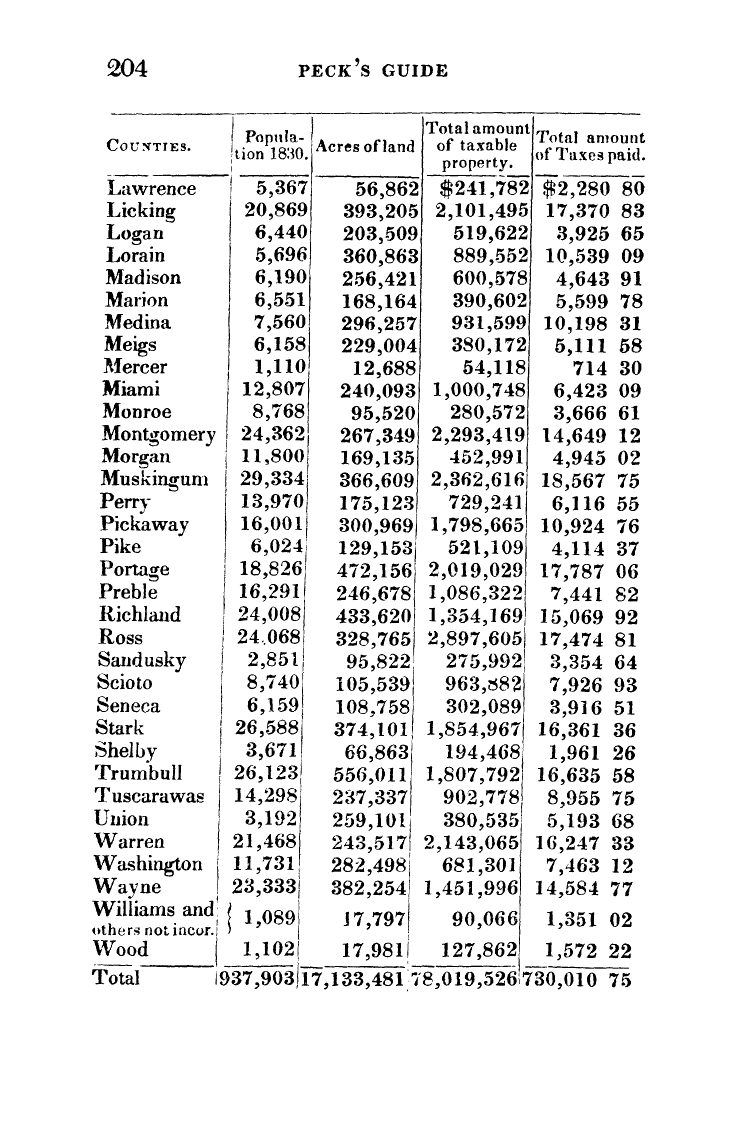 204 PECK'S GUIDE
COUNTIES. Popula-tion 1830. Acres of land Total amount of taxable property. Total amount of Taxes paid.
Lawrence 5,367 56,862 $241,782 $2,280 80
Licking 20,869 393,205 2,101,495 17,370 83
Logan 6,440 203,509 519,622 3,925 65
Lorain 5,696 360,863 889,552 10,539 09
Madison 6,190 256,421 600,578 4,643 91
Marion 6,551 168,164 390,602 5,599 78
Medina 7,560 296,257 931,599 10,198 31
Meigs 6,158 229,004 380,172 5,111 58
Mercer 1,110 12,688 54,118 714 30
Miami 12,807 240,093 1,000,748 6,423 09
Monroe 8,768 95,520 280,572 3,666 61
Montgomery 24,362 267,349 2,293,419 14,649 12
Morgan 11,800 169,135 452,991 4,945 02
Muskingum 29,334 366,609 2,362,616 18,567 75
Perry 13,970 175,123 729,241 6,116 55
Pickaway 16,001 300,969 1,798,665 10,924 76
Pike 6,024 129,153 521,109 4,114 37
Portage 18,826 472,156 2,019,029 17,787 06
Preble 16,291 246,678 1,086,322 7,441 82
Richland 24,008 433,620 1,354,169 15,069 92
Ross 24,068 328,765 2,897,605 17,474 81
Sandusky 2,851 95,822 275,992 3,354 64
Scioto 8,740 105,539 963,882 7,926 93
Seneca 6,159 108,758 302,089 3,916 51
Stark 26,588 374,101 1,854,967 16,361 36
Shelby 3,671 66,863 194,468 1,961 26
Trumbull 26,123 556,011 1,807,792 16,635 58
Tuscarawas 14,298 237,337 902,778 8,955 75
Union 3,192 259,101 380,535 5,193 68
Warren 21,468 243,517 2,143,065 16,247 33
Washington 11,731 282,498 681,301 7,463 12
Wayne 23,333 382,254 1,451,996 14,584 77
Williams and
others not incor. } 1,089 17,797 90,066 1,351 02
Wood 1,102 17,981 127,862 1,572 22
Total 937,903 17,133,481 78,019,526 730,010 75